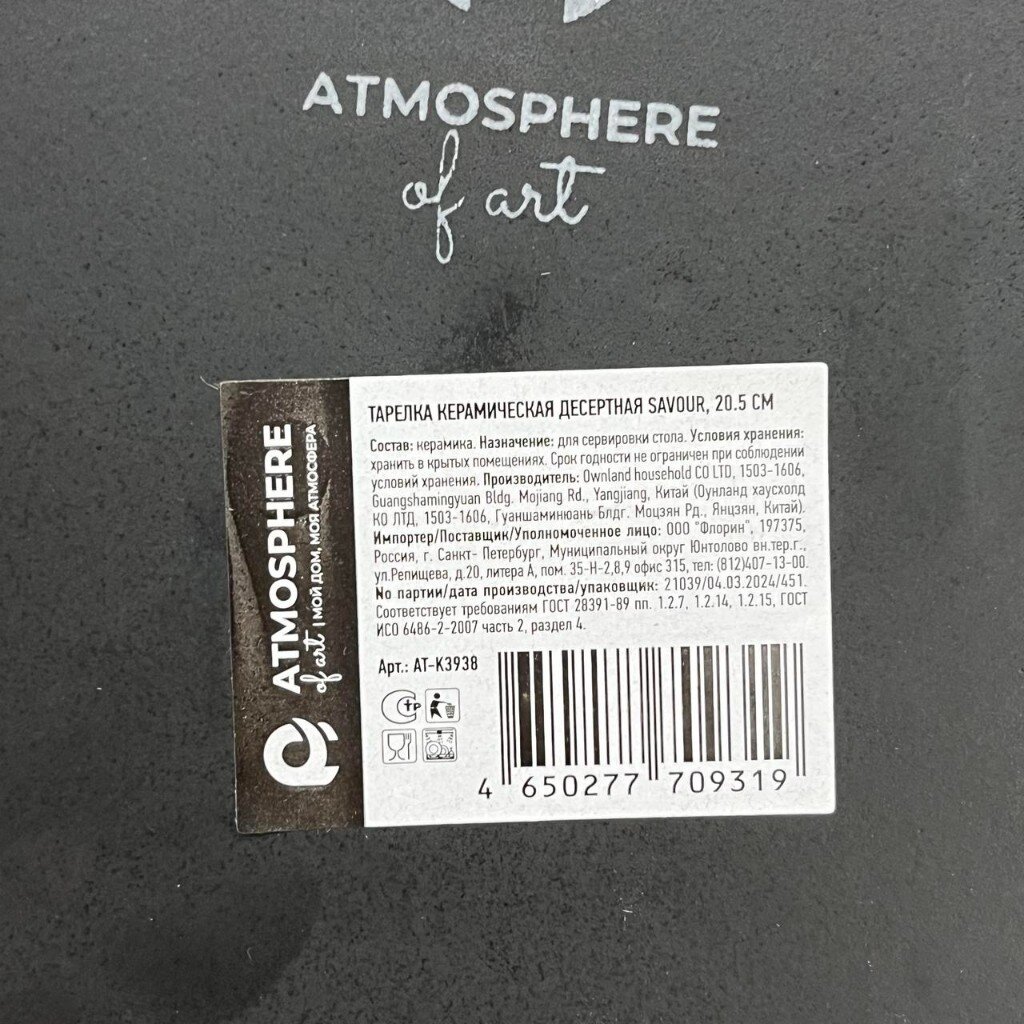 ATMOSPHERE
of art
ATMOSPHERE
of art | МОЙ ДОМ, МОЯ АТМОСФЕРА
ТАРЕЛКА КЕРАМИЧЕСКАЯ ДЕСЕРТНАЯ SAVOUR, 20.5 СМ
Состав: керамика. Назначение: для сервировки стола. Условия хранения:
хранить в крытых помещениях. Срок годности не ограничен при соблюдении
условий хранения. Производитель: Ownland household CO LTD, 1503-1606,
Guangshamingyuan Bldg. Mojiang Rd., Yangjiang, Китай (Оунланд хаусхолд
КО ЛТД, 1503-1606, Гуаншаминюань Блдг. Моцзян Рд., Янцзян, Китай).
Импортер/Поставщик/Уполномоченное лицо: ООО "Флорин", 197375,
Россия, г. Санкт- Петербург, Муниципальный округ Юнтолово вн.тер.г.,
ул.Репищева, д.20, литера А, пом. 35-Н-2,8,9 офис 315, тел: (812)407-13-00.
No партии/дата производства/упаковщик: 21039/04.03.2024/451.
Соответствует требованиям ГОСТ 28391-89 пп. 1.2.7, 1.2.14, 1.2.15, ГОСТ
ИСО 6486-2-2007 часть 2, раздел 4.
Арт.: AT-K3938
4 650277 709319